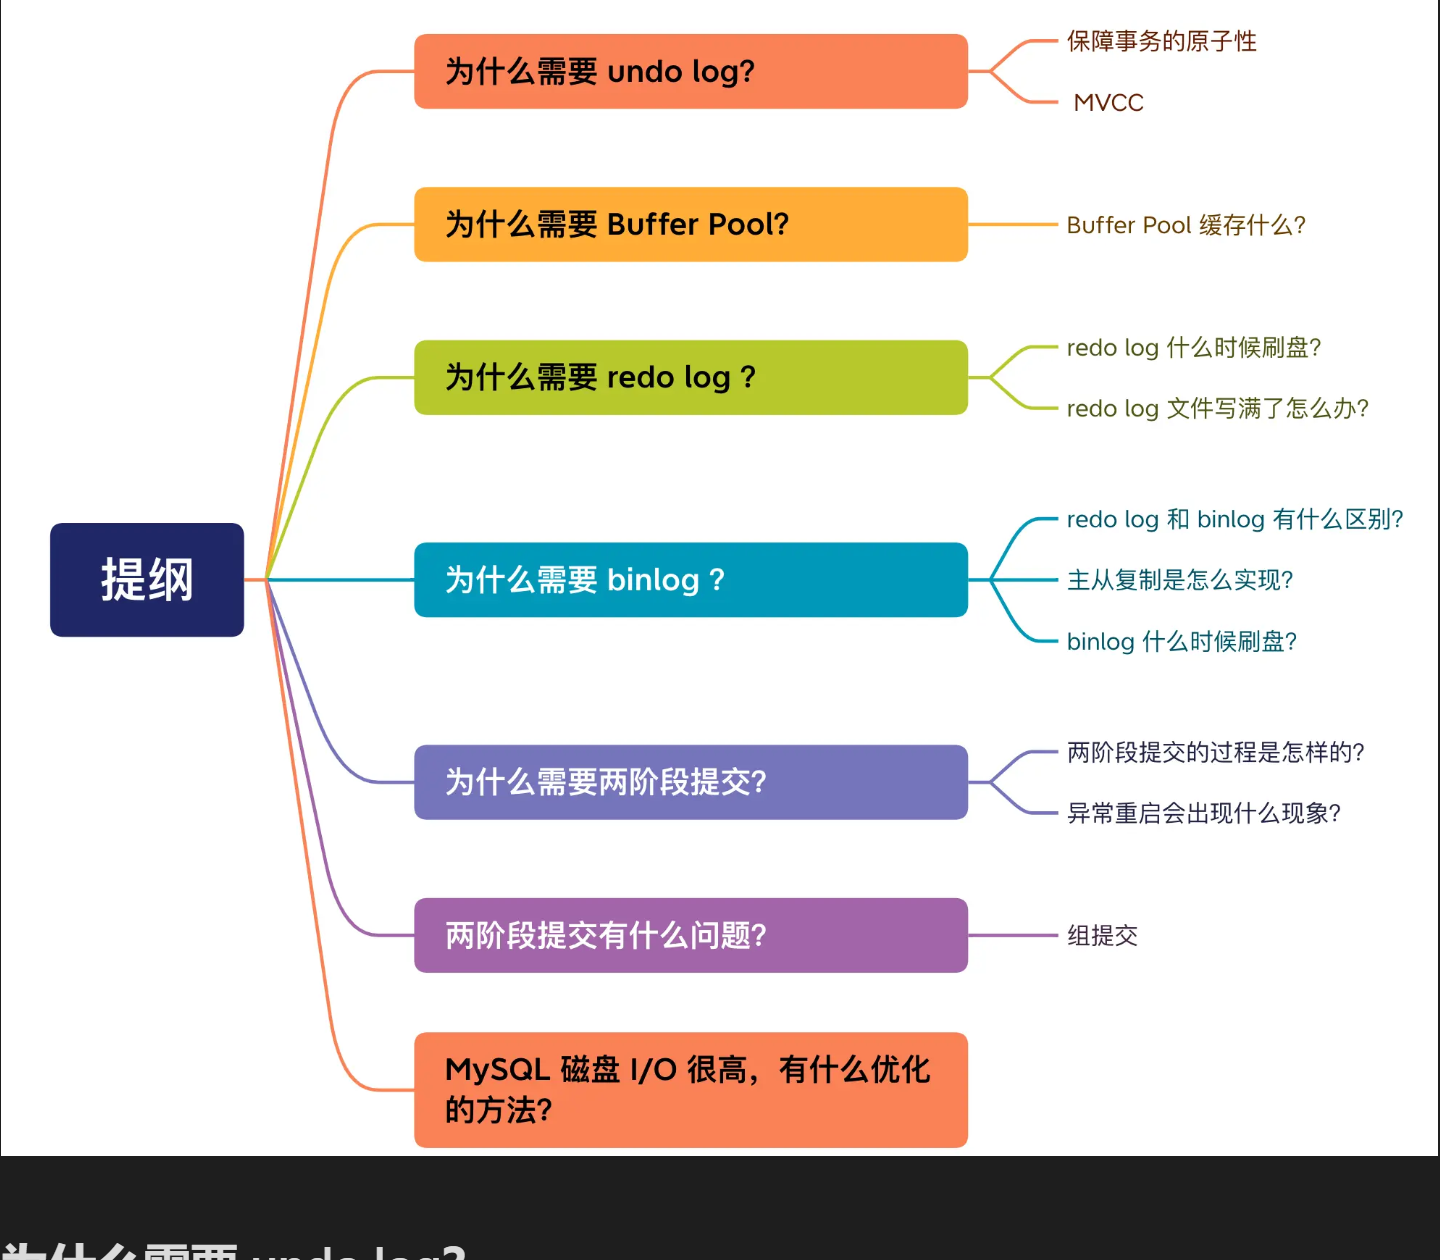 提纲
为什么需要 undo log?
保障事务的原子性
MVCC
为什么需要 Buffer Pool?
Buffer Pool 缓存什么?
为什么需要 redo log ?
redo log 什么时候刷盘?
redo log 文件写满了怎么办?
为什么需要 binlog ?
redo log 和 binlog 有什么区别?
主从复制是怎么实现?
binlog 什么时候刷盘?
为什么需要两阶段提交?
两阶段提交的过程是怎样的?
异常重启会出现什么现象?
两阶段提交有什么问题?
组提交
MySQL 磁盘 I/O 很高，有什么优化
的方法?
为什么需要 undo log?